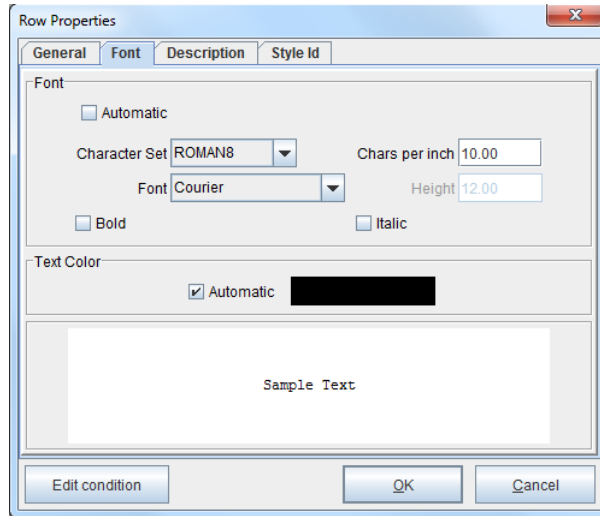 Row Properties
x
General Font Description Style Id
Font
Automatic
Character Set ROMAN8 Chars per inch 10.00
Font Courier Height 12.00
Bold Italic
Text Color
Automatic
Sample Text
Edit condition OK Cancel